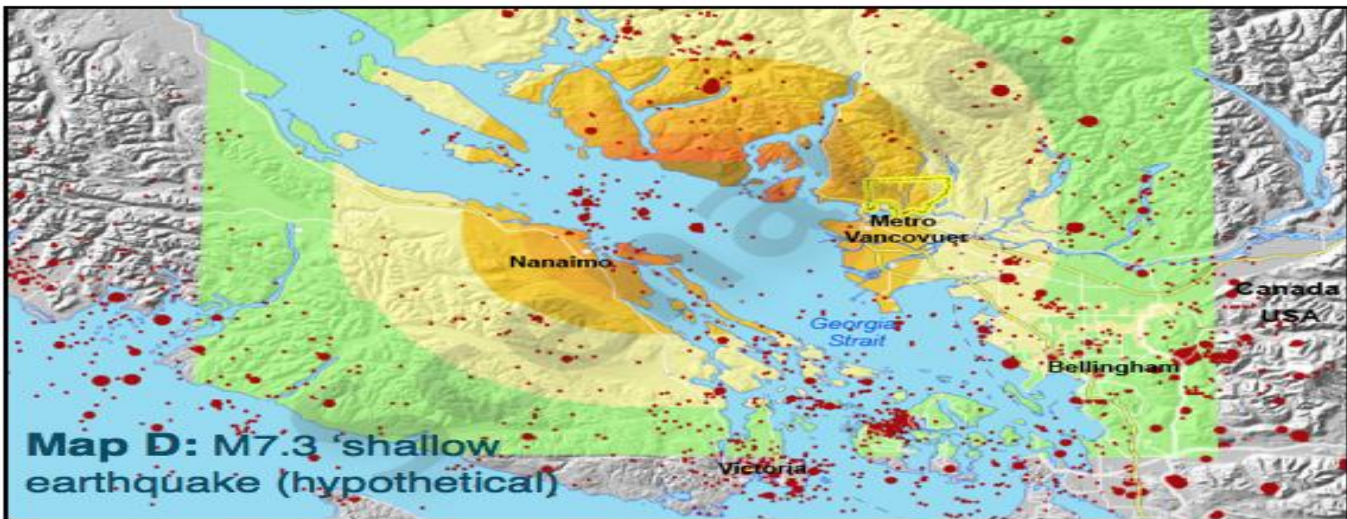 Metro
Vancovuer
Nanaimo
Canada
USA
Georgia
Strait
Bellingham
Map D: M7.3 ‘shallow
earthquake (hypothetical)
Victoria